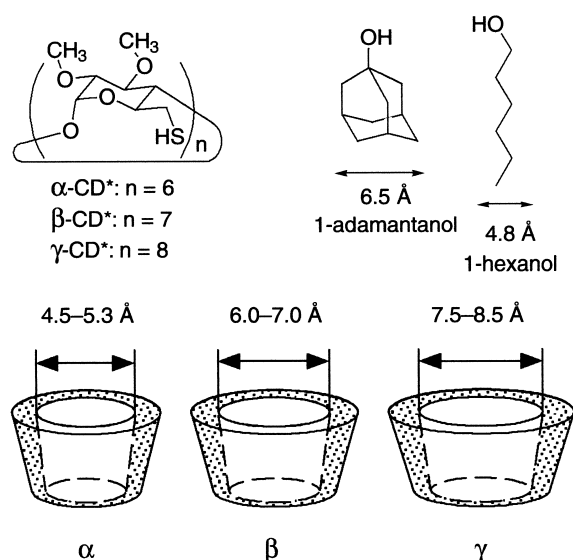 CH₃
CH₃
O
O
O
O
HS
n
α-CD*: n = 6
β-CD*: n = 7
γ-CD*: n = 8
OH
6.5 Å
1-adamantanol
HO
4.8 Å
1-hexanol
4.5–5.3 Å
6.0–7.0 Å
7.5–8.5 Å
α
β
γ